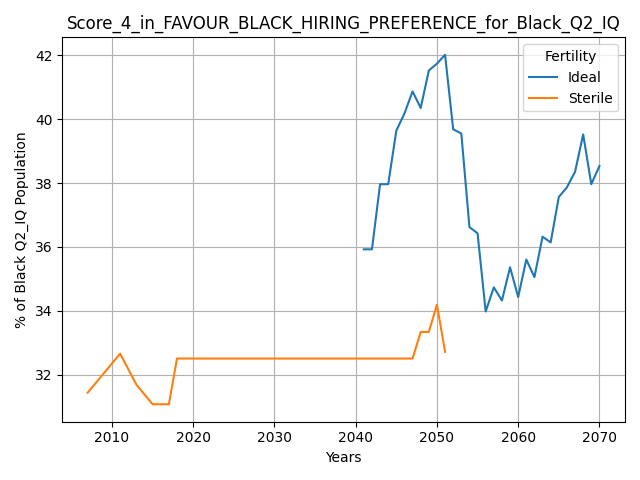 Score_4_in_FAVOUR_BLACK_HIRING_PREFERENCE_for_Black_Q2_IQ
Fertility
Ideal
Sterile
% of Black Q2_IQ Population
42
40
38
36
34
32
2010 2020 2030 2040 2050 2060 2070
Years